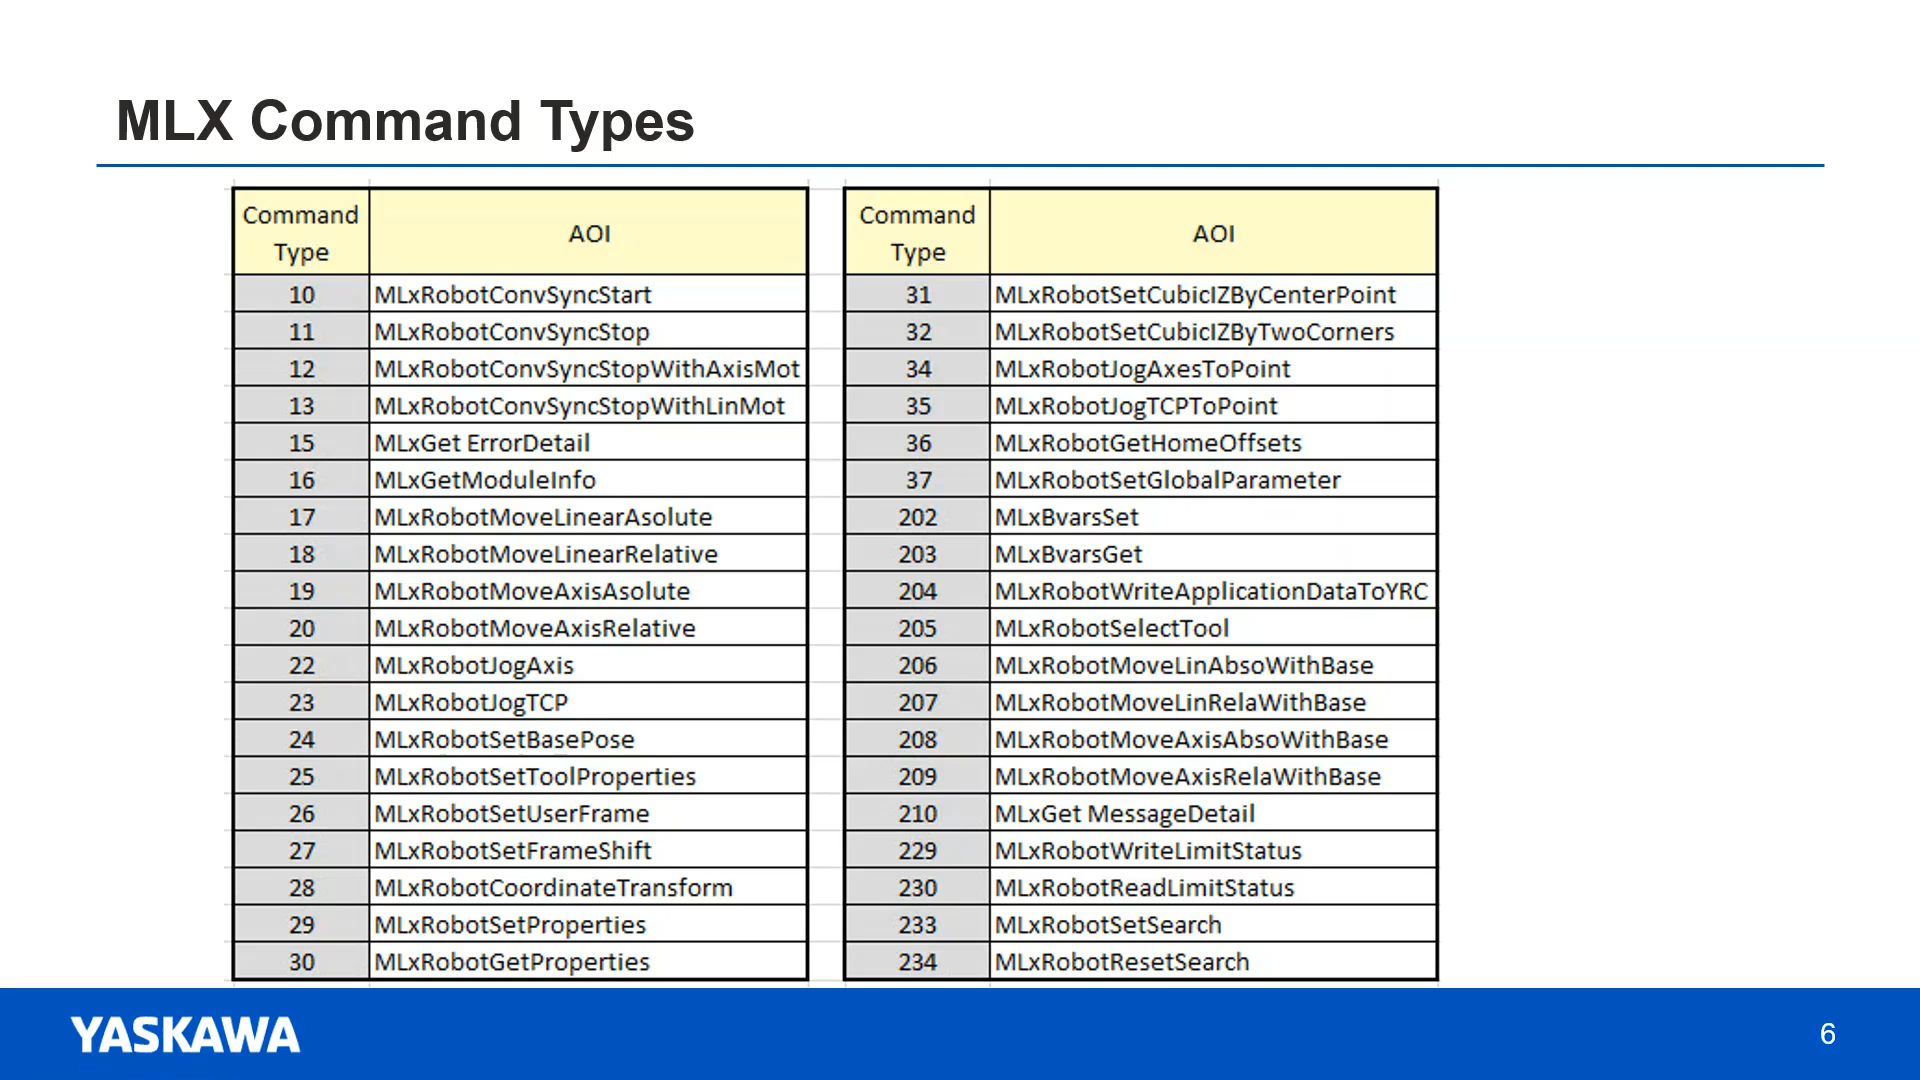 MLX Command Types
Command Type AOI
10 MLxRobotConvSyncStart
11 MLxRobotConvSyncStop
12 MLxRobotConvSyncStopWithAxisMot
13 MLxRobotConvSyncStopWithLinMot
15 MLxGet ErrorDetail
16 MLxGetModuleInfo
17 MLxRobotMoveLinearAsolute
18 MLxRobotMoveLinearRelative
19 MLxRobotMoveAxisAsolute
20 MLxRobotMoveAxisRelative
22 MLxRobotJogAxis
23 MLxRobotJogTCP
24 MLxRobotSetBasePose
25 MLxRobotSetToolProperties
26 MLxRobotSetUserFrame
27 MLxRobotSetFrameShift
28 MLxRobotCoordinateTransform
29 MLxRobotSetProperties
30 MLxRobotGetProperties
Command Type AOI
31 MLxRobotSetCubicIZByCenterPoint
32 MLxRobotSetCubicIZByTwoCorners
34 MLxRobotJogAxesToPoint
35 MLxRobotJogTCPToPoint
36 MLxRobotGetHomeOffsets
37 MLxRobotSetGlobalParameter
202 MLxBvarsSet
203 MLxBvarsGet
204 MLxRobotWriteApplicationDataToYRC
205 MLxRobotSelectTool
206 MLxRobotMoveLinAbsoWithBase
207 MLxRobotMoveLinRelaWithBase
208 MLxRobotMoveAxisAbsoWithBase
209 MLxRobotMoveAxisRelaWithBase
210 MLxGet MessageDetail
229 MLxRobotWriteLimitStatus
230 MLxRobotReadLimitStatus
233 MLxRobotSetSearch
234 MLxRobotResetSearch
YASKAWA
6